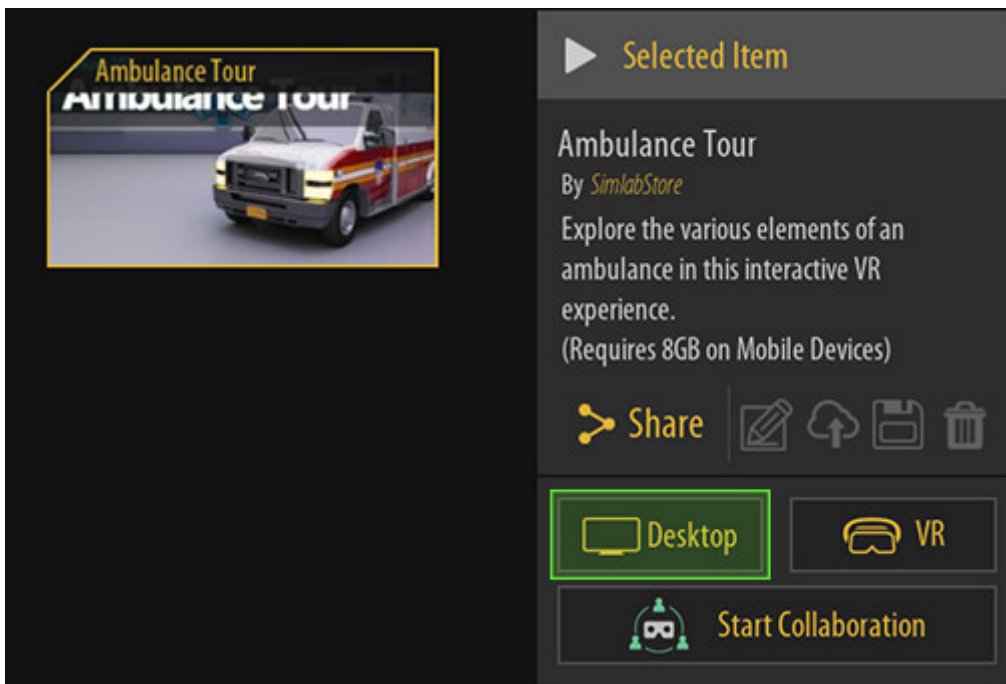 Ambulance Tour
Ambulance Tour
Selected Item
Ambulance Tour
By SimlabStore
Explore the various elements of an
ambulance in this interactive VR
experience.
(Requires 8GB on Mobile Devices)
Share
Desktop
VR
Start Collaboration